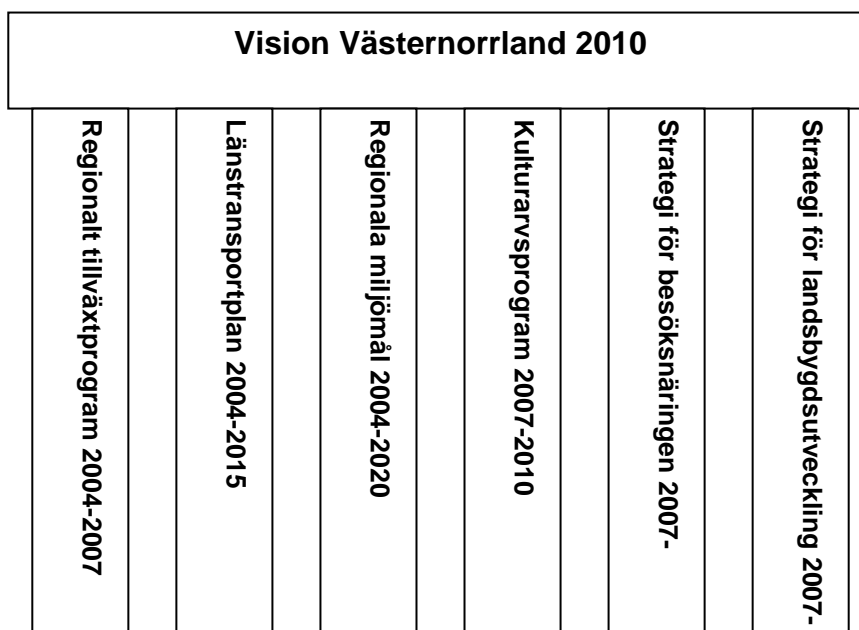 Vision Västernorrland 2010
Regionalt tillväxtprogram 2004-2007
Länstransportplan 2004-2015
Regionala miljömål 2004-2020
Kulturarvsprogram 2007-2010
Strategi för besöksnäringen 2007-
Strategi för landsbygdsutveckling 2007-